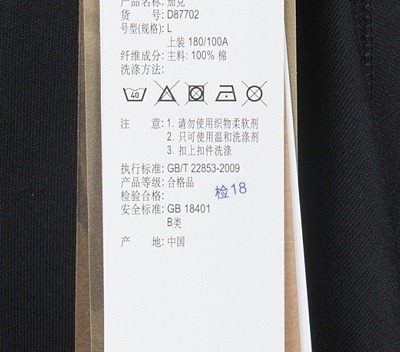 产品名称: 茄克
货 号: D87702
号型(规格): L
上装 180/100A
纤维成分: 主料: 100% 棉
洗涤方法:
40
注 意: 1. 请勿使用织物柔软剂
2. 只可使用温和洗涤剂
3. 扣上扣件洗涤
执行标准: GB/T 22853-2009
产品等级: 合格品
检验合格: 检18
安全标准: GB 18401
B类
产 地: 中国